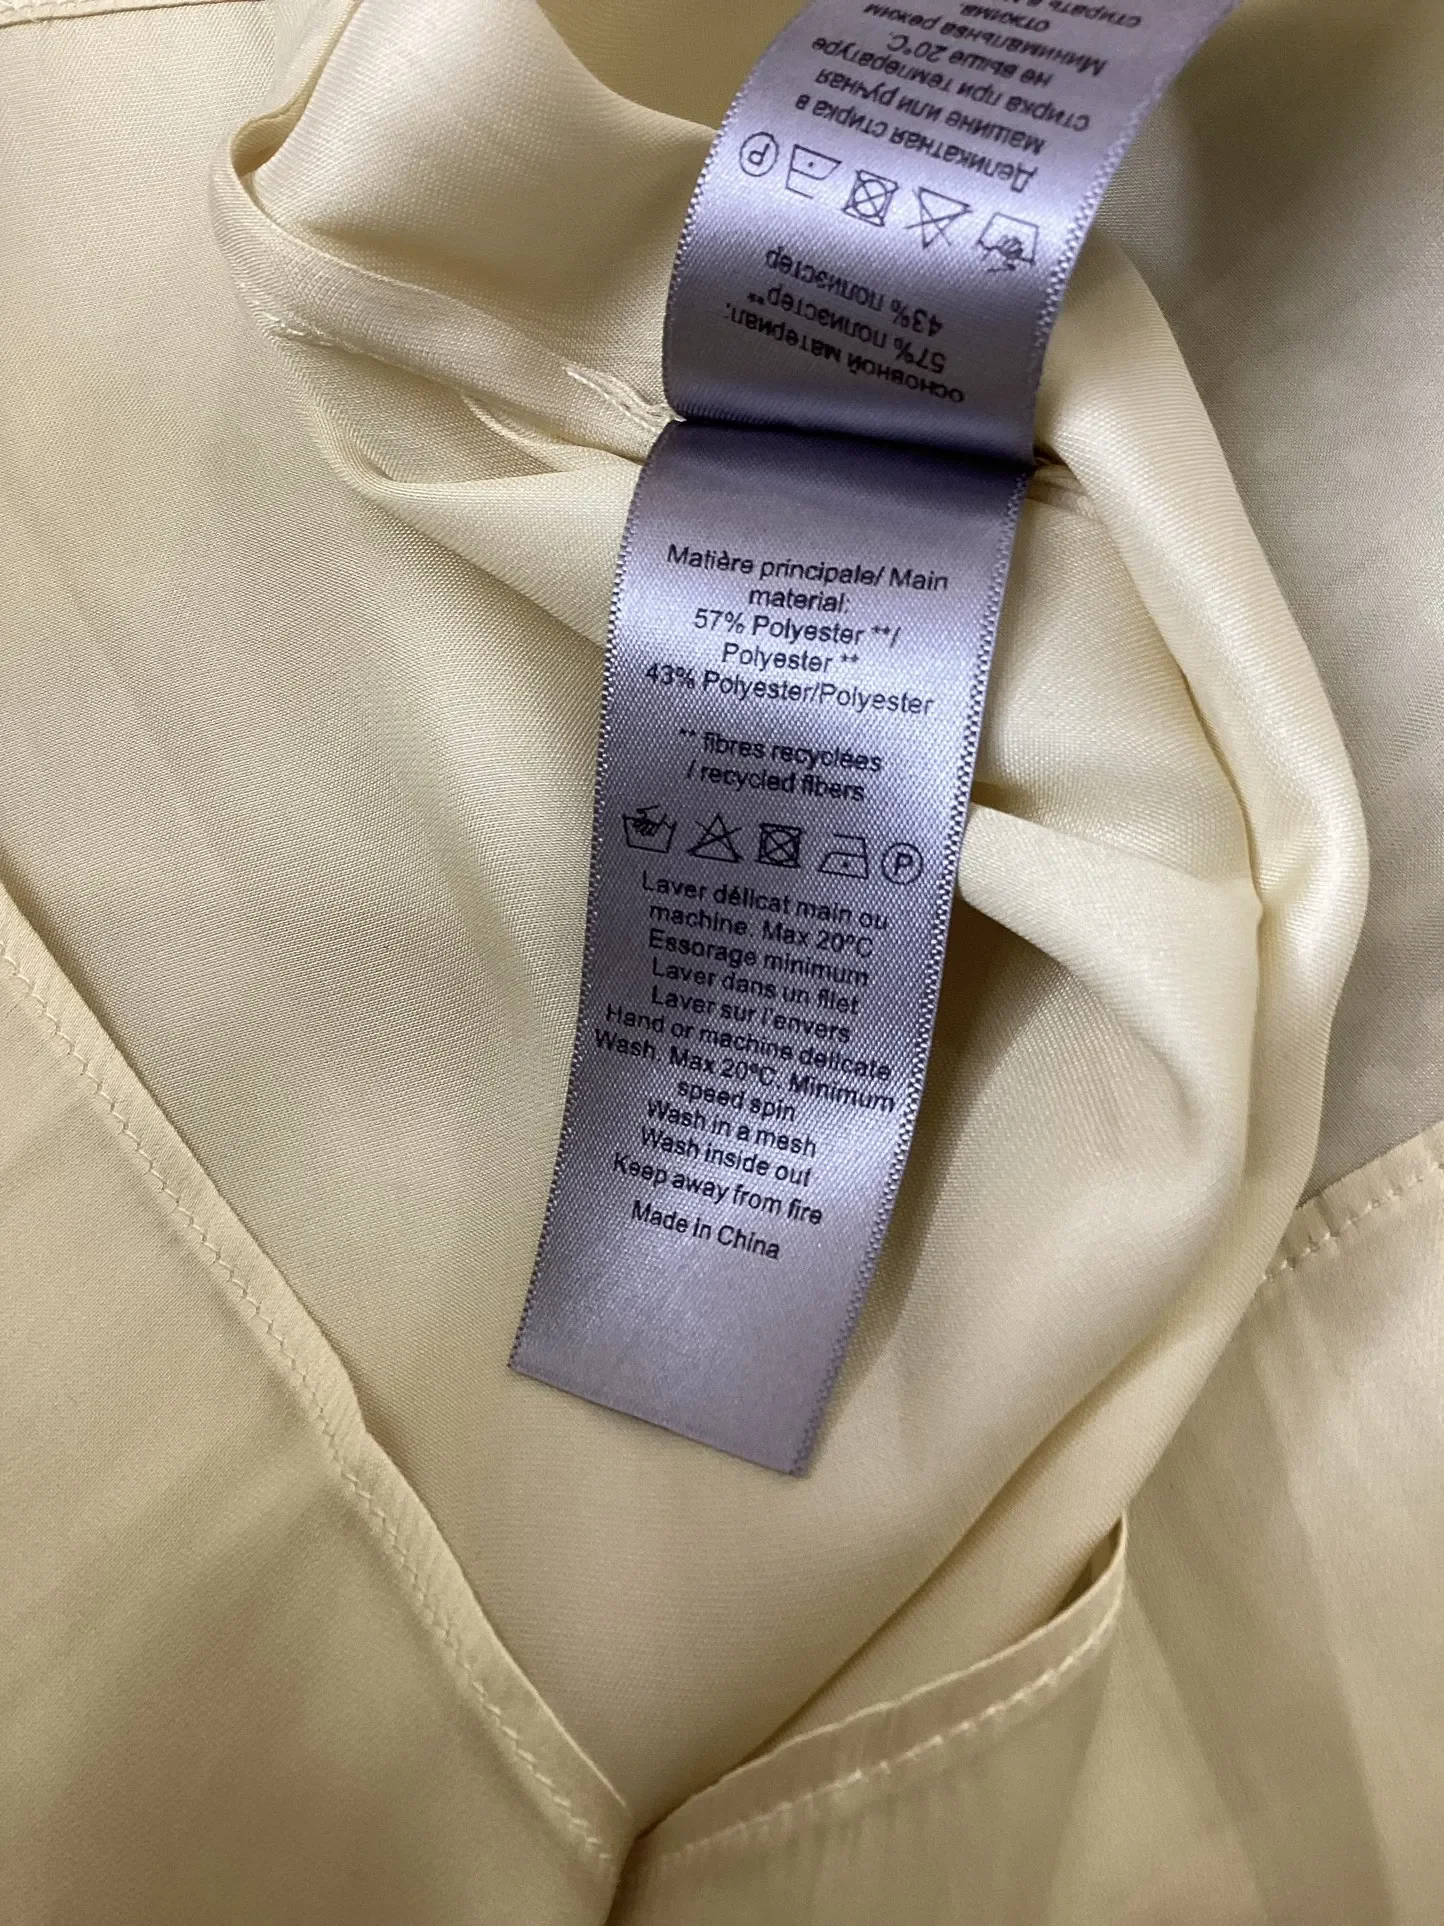 основной материал:
57% полиэстер**
43% полиэстер
P
Деликатная стирка в
машине или ручная
стирка при температуре
не выше 20°C.
Минимальная режим
отжима.
стирать в
Matière principale/ Main
material:
57% Polyester **/
Polyester **
43% Polyester/Polyester
** fibres recyclées
/ recycled fibers
P
Laver délicat main ou
machine. Max 20ºC
Essorage minimum
Laver dans un filet
Laver sur l'envers
Hand or machine delicate
Wash. Max 20ºC. Minimum
speed spin
Wash in a mesh
Wash inside out
Keep away from fire
Made in China